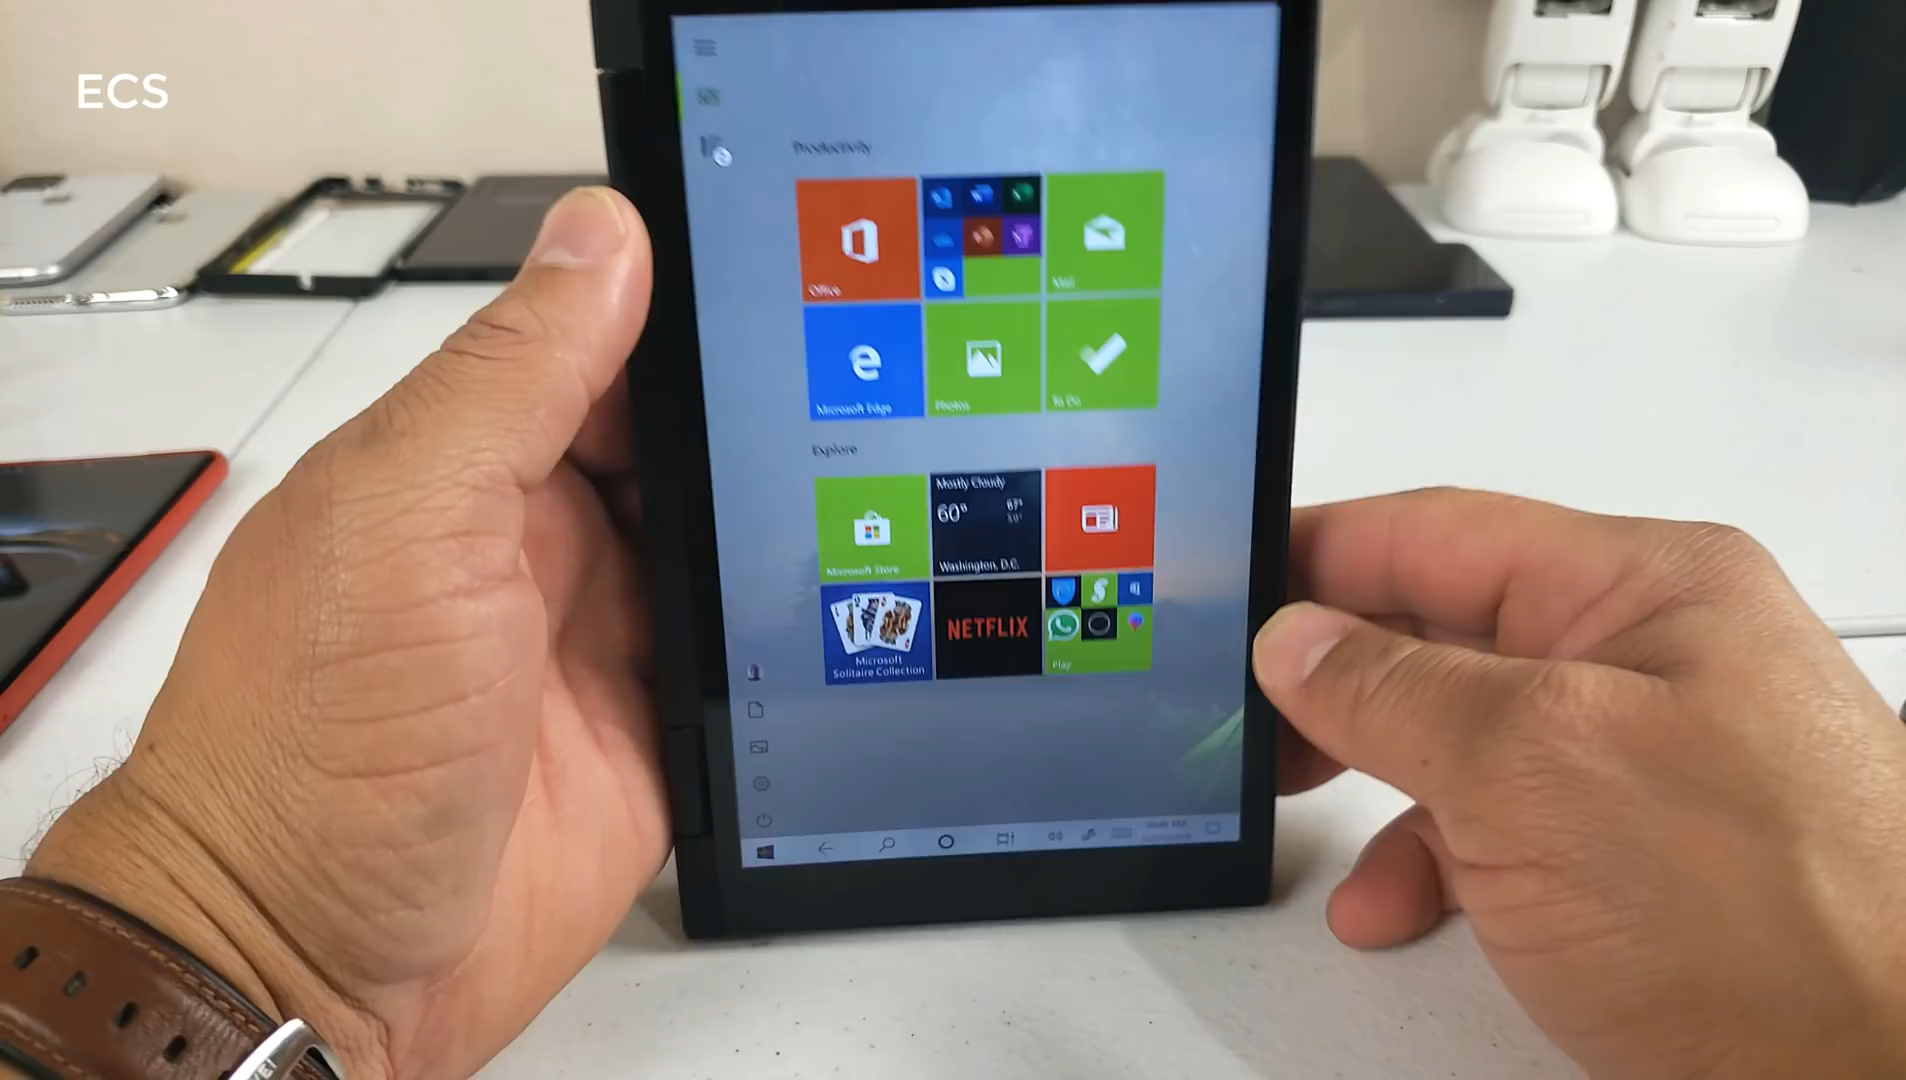 ECS
Productivity
Office
Mail
Microsoft Edge
Photos
To Do
Explore
Mostly Cloudy
60°
67°
Washington, D.C.
Microsoft Store
Microsoft
Solitaire Collection
NETFLIX
Play